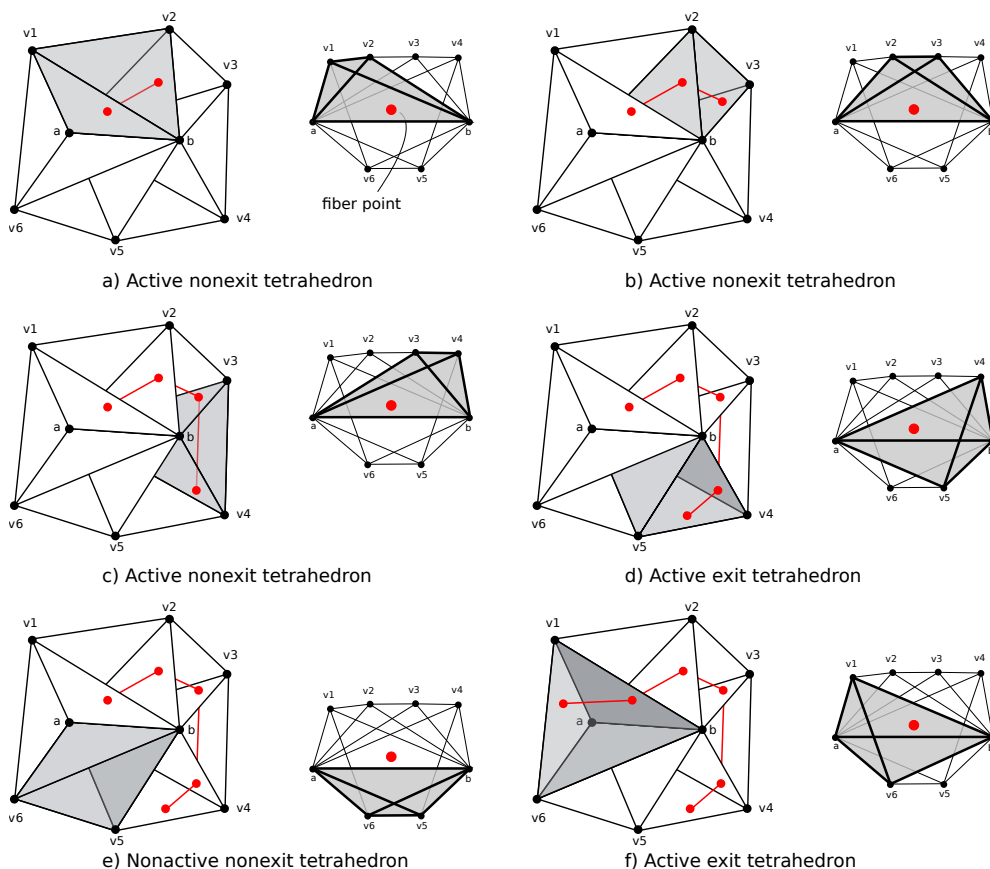 v2
v1
v3
a
b
v4
v6
v5
v2
v1
v4
v3
a
b
v6
v5
fiber point
a) Active nonexit tetrahedron
v2
v1
v3
a
b
v4
v6
v5
v2
v3
v1
v4
a
b
v6
v5
b) Active nonexit tetrahedron
v2
v1
v3
a
b
v4
v6
v5
v2
v3
v4
v1
a
b
v6
v5
c) Active nonexit tetrahedron
v2
v1
v3
a
b
v4
v6
v5
v2
v3
v4
v1
a
b
v6
v5
d) Active exit tetrahedron
v2
v1
v3
a
b
v4
v6
v5
v2
v3
v4
v1
a
b
v6
v5
e) Nonactive nonexit tetrahedron
v2
v1
v3
a
b
v4
v6
v5
v2
v3
v4
v1
a
b
v6
v5
f) Active exit tetrahedron